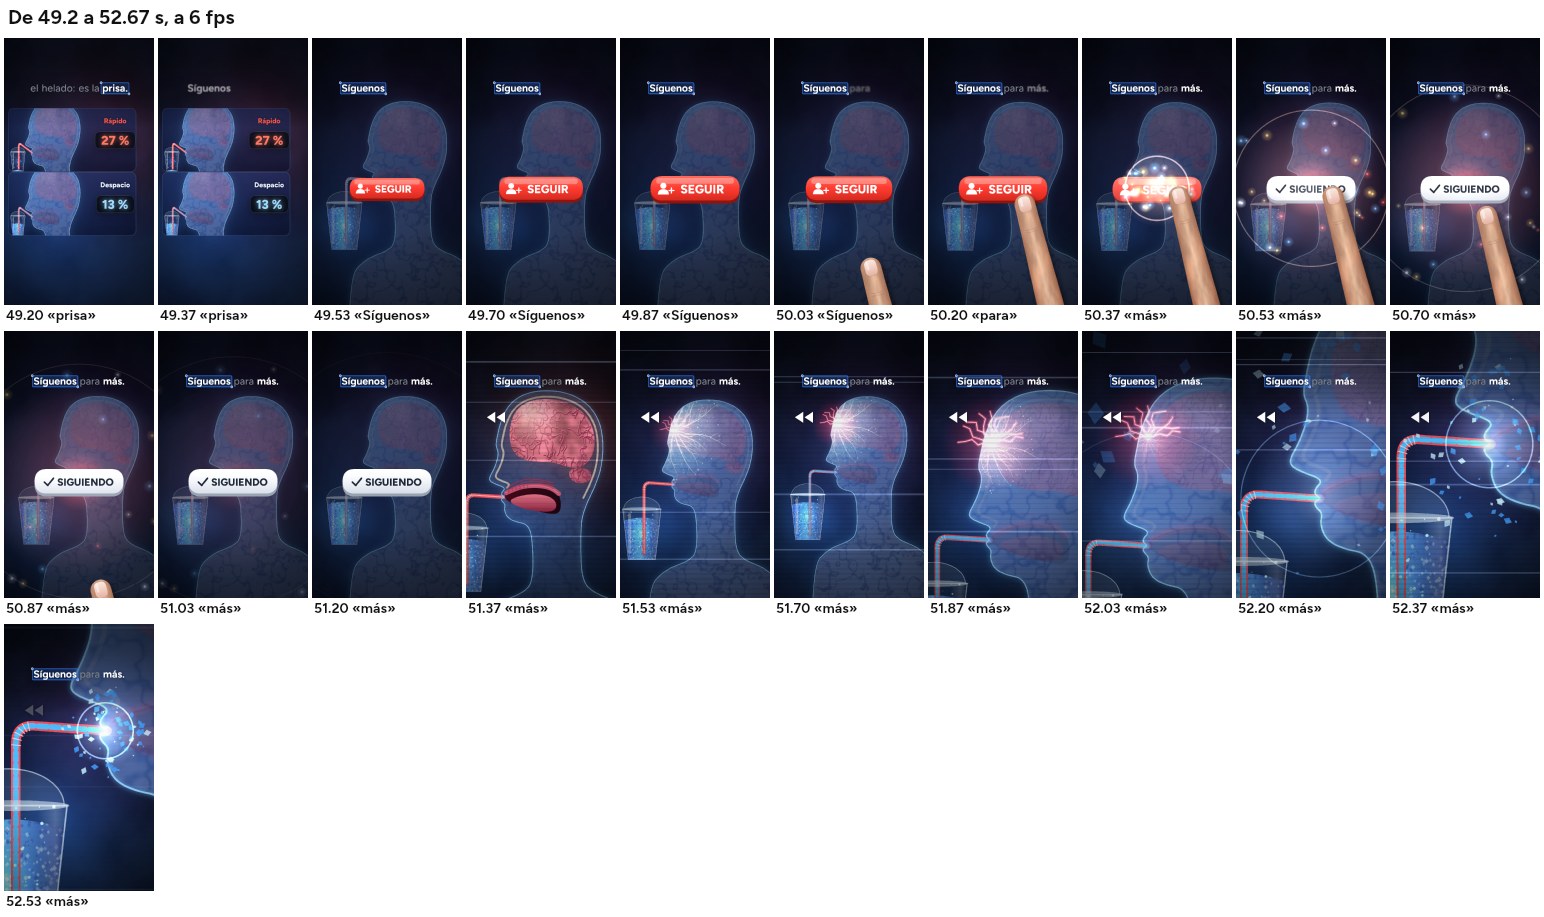 De 49.2 a 52.67 s, a 6 fps
el helado: es la prisa.
Rápido
27 %
Despacio
13 %
49.20 «prisa»
Síguenos
Rápido
27 %
Despacio
13 %
49.37 «prisa»
Síguenos
SEGUIR
49.53 «Síguenos»
Síguenos
SEGUIR
49.70 «Síguenos»
Síguenos
SEGUIR
49.87 «Síguenos»
Síguenos para
SEGUIR
50.03 «Síguenos»
Síguenos para más.
SEGUIR
50.20 «para»
Síguenos para más.
50.37 «más»
Síguenos para más.
SIGUIENDO
50.53 «más»
Síguenos para más.
SIGUIENDO
50.70 «más»
Síguenos para más.
SIGUIENDO
50.87 «más»
Síguenos para más.
SIGUIENDO
51.03 «más»
Síguenos para más.
SIGUIENDO
51.20 «más»
Síguenos para más.
51.37 «más»
Síguenos para más.
51.53 «más»
Síguenos para más.
51.70 «más»
Síguenos para más.
51.87 «más»
Síguenos para más.
52.03 «más»
Síguenos para más.
52.20 «más»
Síguenos para más.
52.37 «más»
Síguenos para más.
52.53 «más»